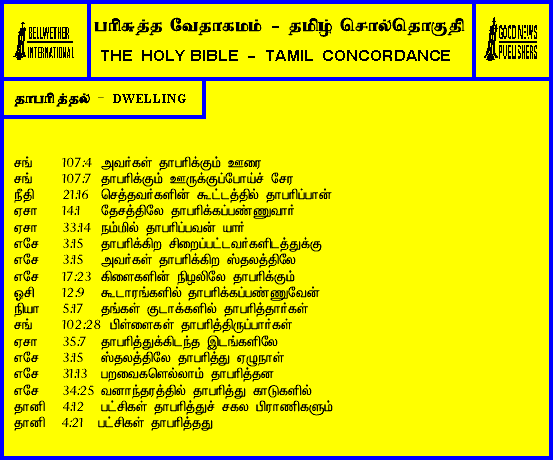 BELLWETHER
INTERNATIONAL
பரிசுத்த வேதாகமம் - தமிழ் சொல்தொகுதி
THE HOLY BIBLE - TAMIL CONCORDANCE
GOOD NEWS
PUBLISHERS
தாபரித்தல் - DWELLING
சங் 107:4 அவர்கள் தாபரிக்கும் ஊரை
சங் 107:7 தாபரிக்கும் ஊருக்குப்போய்ச் சேர
நீதி 21:16 செத்தவர்களின் கூட்டத்தில் தாபரிப்பான்
ஏசா 14:1 தேசத்திலே தாபரிக்கப்பண்ணுவார்
ஏசா 33:14 நம்மில் தாபரிப்பவன் யார்
எசே 3:15 தாபரிக்கிற சிறைப்பட்டவர்களிடத்துக்கு
எசே 3:15 அவர்கள் தாபரிக்கிற ஸ்தலத்திலே
எசே 17:23 கிளைகளின் நிழலிலே தாபரிக்கும்
ஓசி 12:9 கூடாரங்களில் தாபரிக்கப்பண்ணுவேன்
நியா 5:17 தங்கள் குடாக்களில் தாபரித்தார்கள்
சங் 102:28 பிள்ளைகள் தாபரித்திருப்பார்கள்
ஏசா 35:7 தாபரித்துக்கிடந்த இடங்களிலே
எசே 3:15 ஸ்தலத்திலே தாபரித்து ஏழுநாள்
எசே 31:13 பறவைகளெல்லாம் தாபரித்தன
எசே 34:25 வனாந்தரத்தில் தாபரித்து காடுகளில்
தானி 4:12 பட்சிகள் தாபரித்துச் சகல பிராணிகளும்
தானி 4:21 பட்சிகள் தாபரித்தது